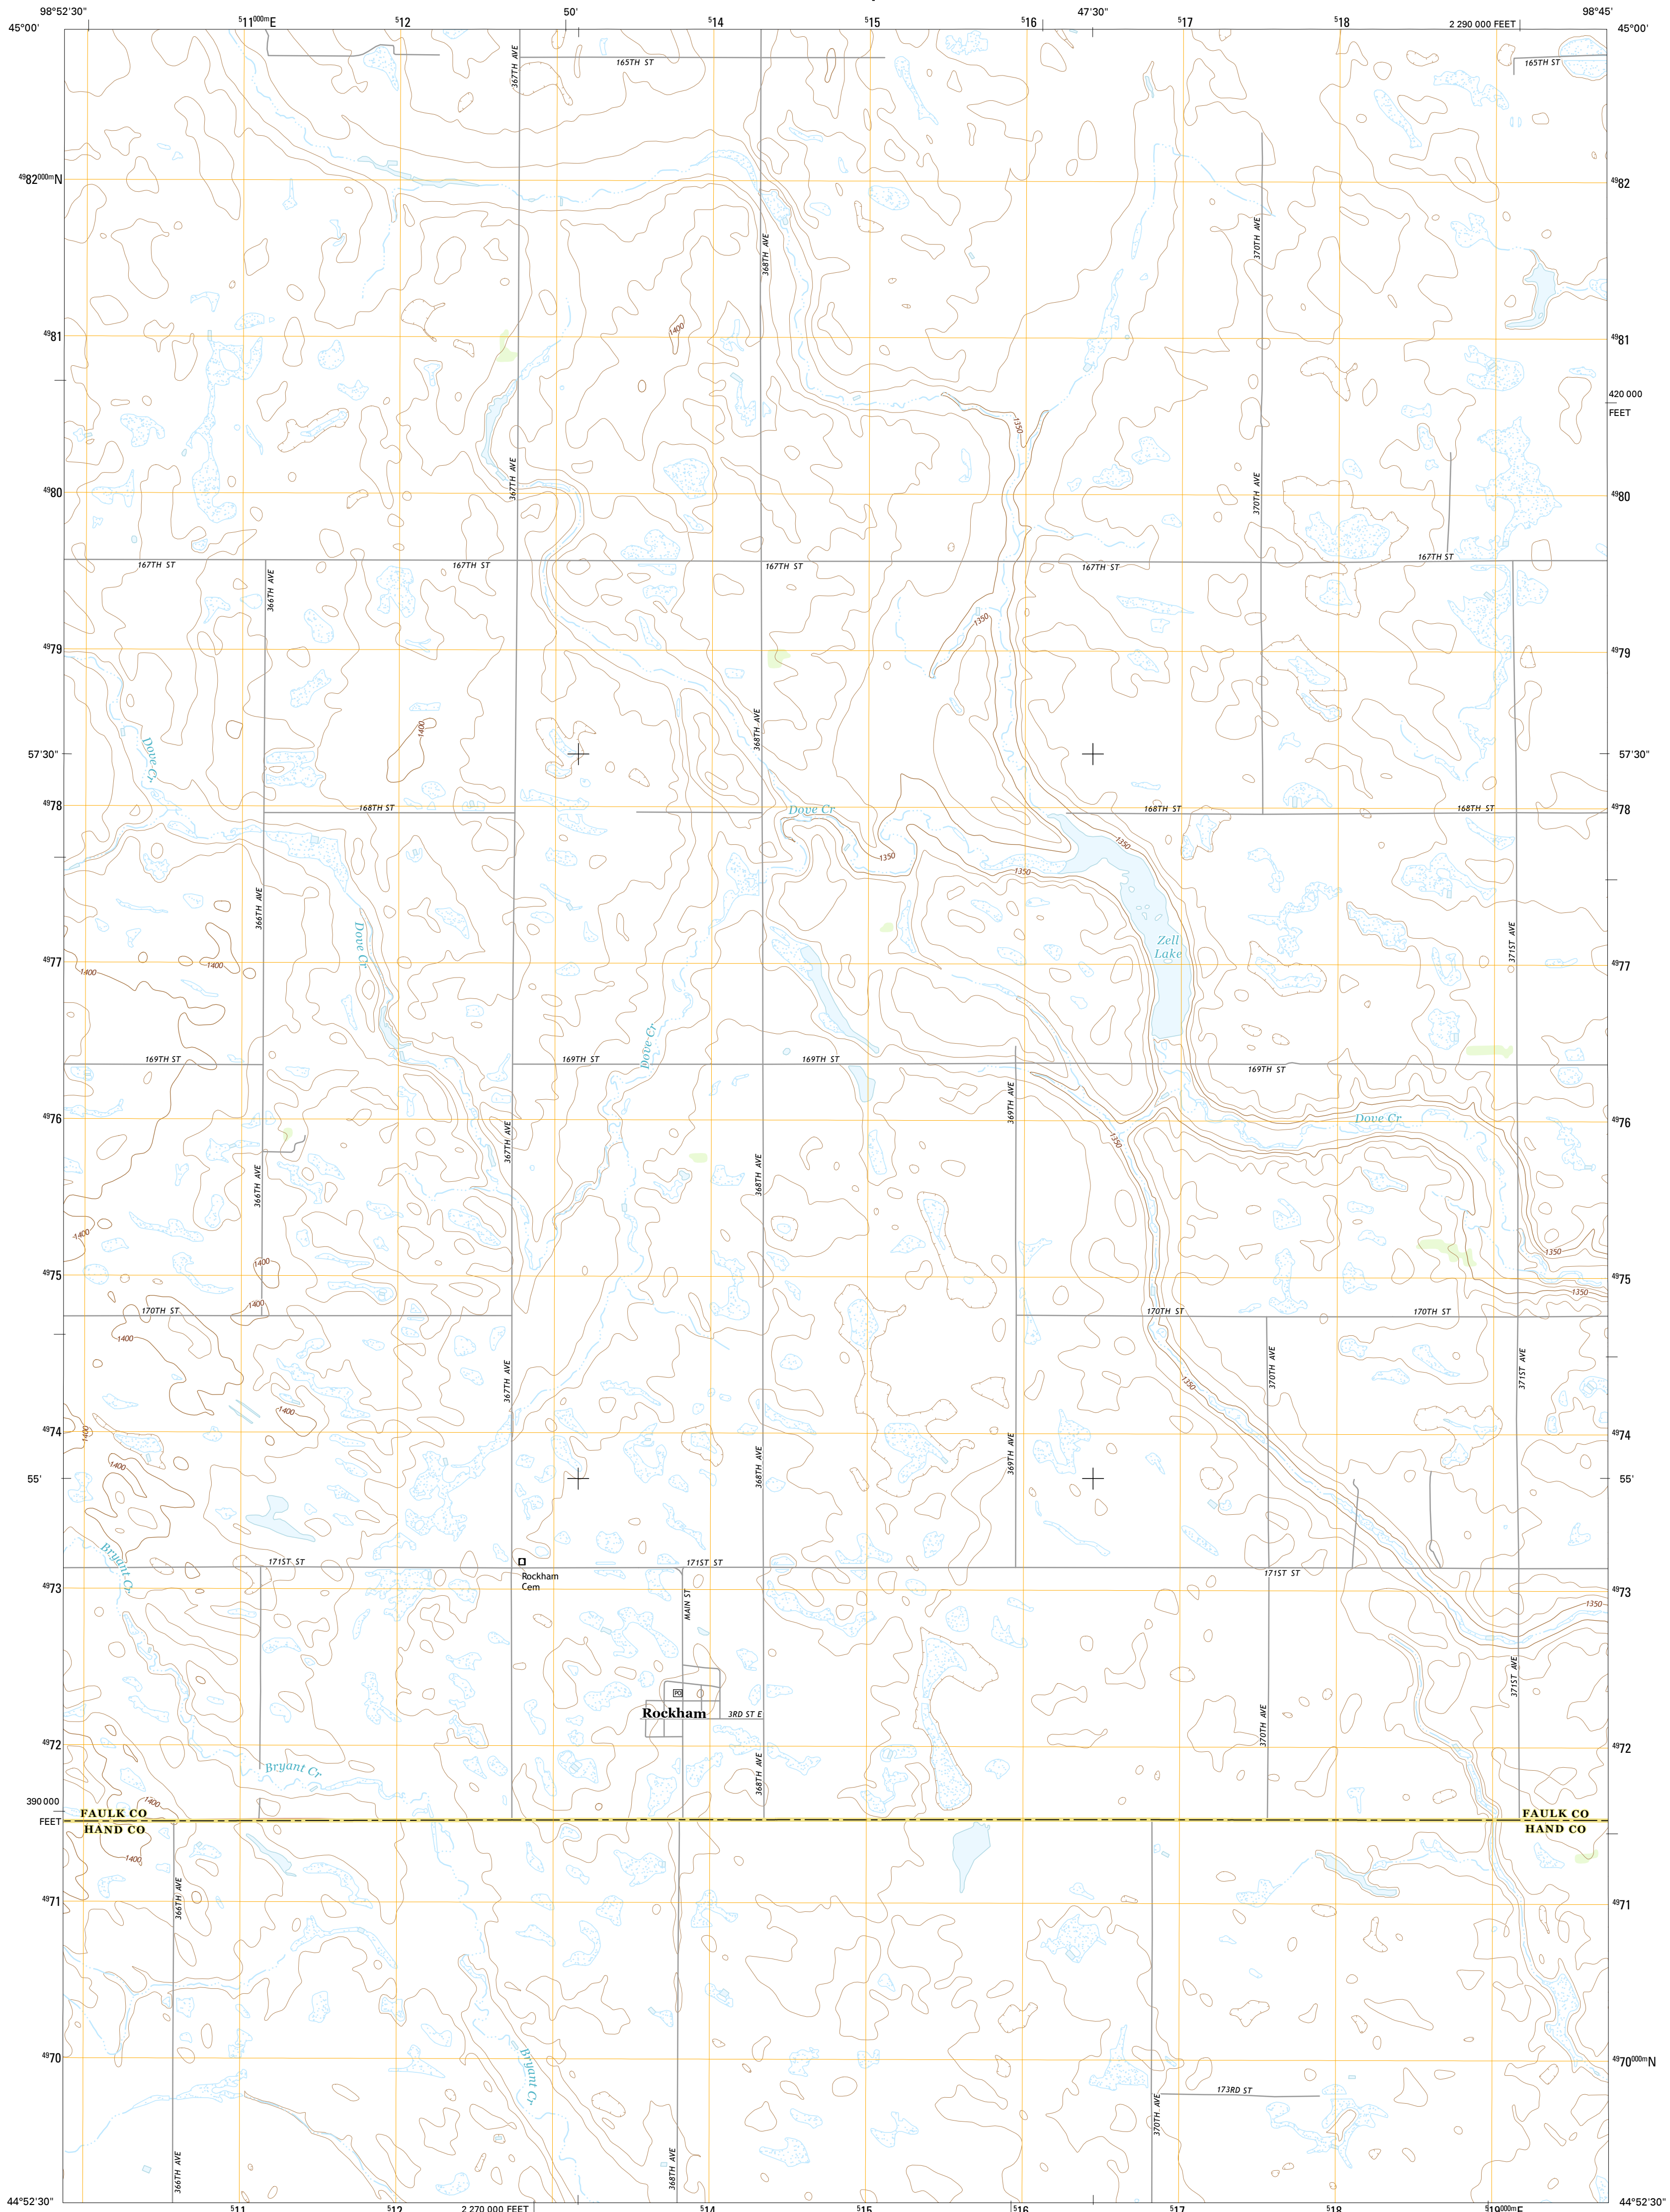 98°52'30"
⁵11⁰⁰⁰ᵐE
⁵12
50'
⁵14
⁵15
⁵16
47'30"
⁵17
⁵18
2 290 000 FEET
98°45'
45°00'
45°00'
367TH AVE
165TH ST
165TH ST
⁴⁹82⁰⁰⁰ᵐN
⁴⁹82
368TH AVE
370TH AVE
1400
⁴⁹81
⁴⁹81
420 000
FEET
1350
367TH AVE
370TH AVE
⁴⁹80
⁴⁹80
167TH ST
167TH ST
167TH ST
167TH ST
167TH ST
366TH AVE
1350
⁴⁹79
⁴⁹79
Dove Cr
1400
368TH AVE
57'30"
57'30"
⁴⁹78
⁴⁹78
168TH ST
Dove Cr
168TH ST
168TH ST
1350
1350
1350
366TH AVE
Dove Cr
Zell
Lake
371ST AVE
⁴⁹77
⁴⁹77
1400
1400
Dove Cr
169TH ST
169TH ST
169TH ST
169TH ST
369TH AVE
Dove Cr
⁴⁹76
⁴⁹76
1350
367TH AVE
366TH AVE
368TH AVE
1400
1400
1350
⁴⁹75
⁴⁹75
1350
1400
170TH ST
170TH ST
170TH ST
1400
367TH AVE
370TH AVE
371ST AVE
1350
1400
1400
⁴⁹74
⁴⁹74
369TH AVE
368TH AVE
1400
55'
55'
Bryant Cr
171ST ST
171ST ST
171ST ST
Rockham
Cem
⁴⁹73
⁴⁹73
MAIN ST
1350
371ST AVE
PO
Rockham
3RD ST E
370TH AVE
⁴⁹72
⁴⁹72
Bryant Cr
368TH AVE
390 000
FEET
1400
FAULK CO
FAULK CO
HAND CO
HAND CO
1400
366TH AVE
⁴⁹71
⁴⁹71
⁴⁹70
⁴⁹70⁰⁰⁰ᵐN
Bryant Cr
173RD ST
370TH AVE
366TH AVE
368TH AVE
44°52'30"
44°52'30"
⁵11
⁵12
2 270 000 FEET
⁵14
⁵15
⁵16
⁵17
⁵18
⁵19⁰⁰⁰ᵐE